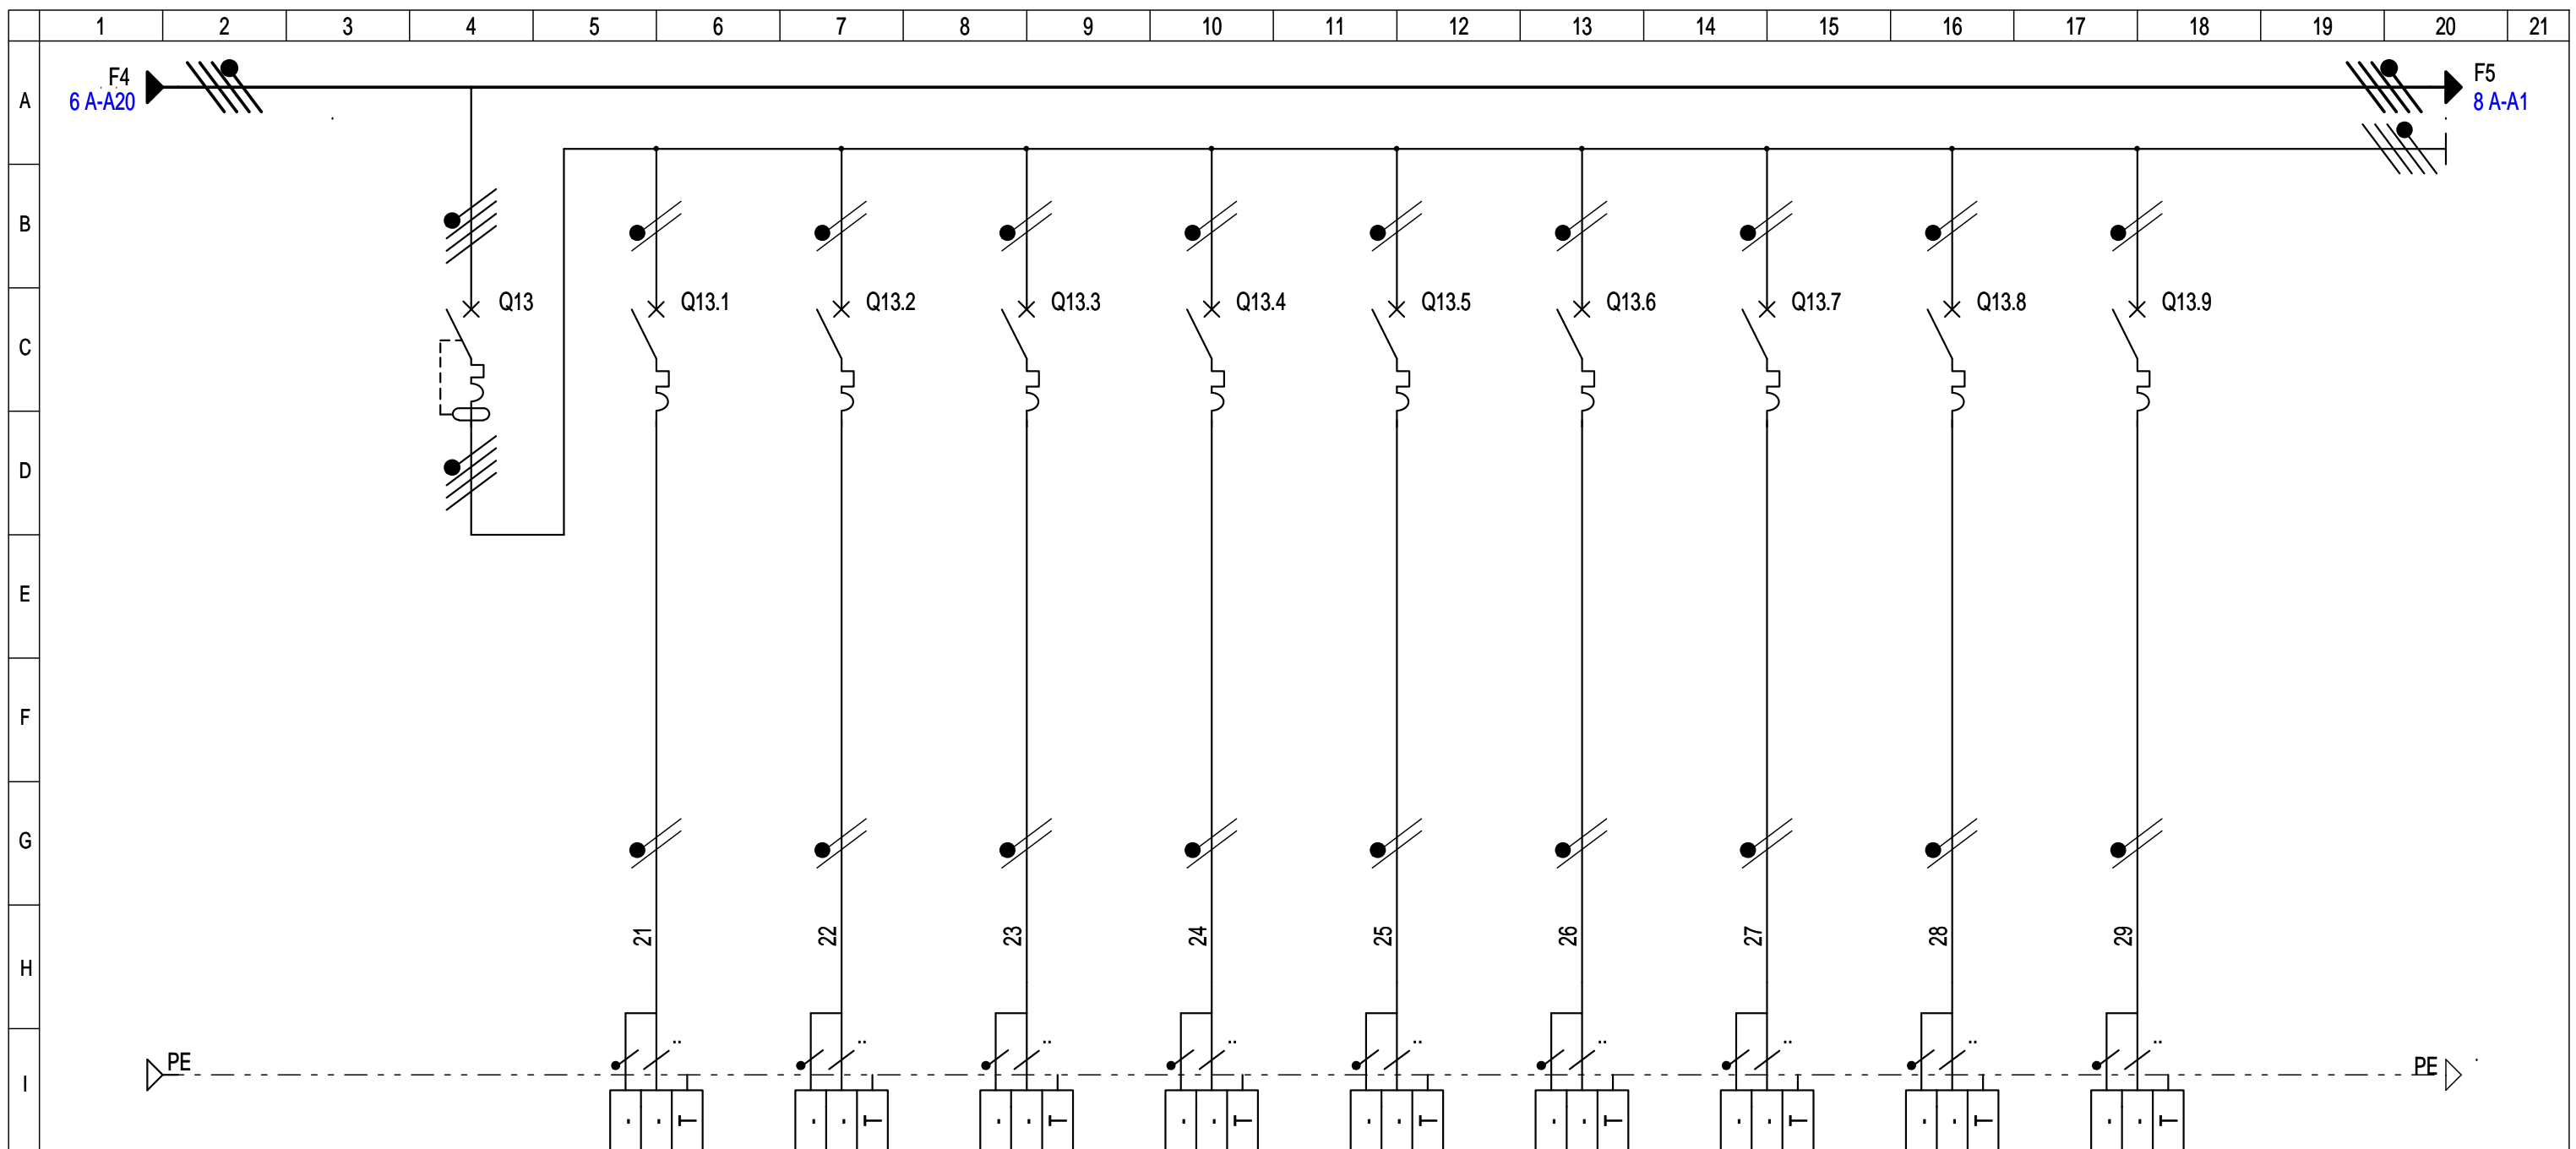 1 2 3 4 5 6 7 8 9 10 11 12 13 14 15 16 17 18 19 20 21
A
F4
6 A-A20
F5
8 A-A1
B
Q13 Q13.1 Q13.2 Q13.3 Q13.4 Q13.5 Q13.6 Q13.7 Q13.8 Q13.9
C
D
E
F
G
21 22 23 24 25 26 27 28 29
H
PE PE
I
T T T T T T T T T